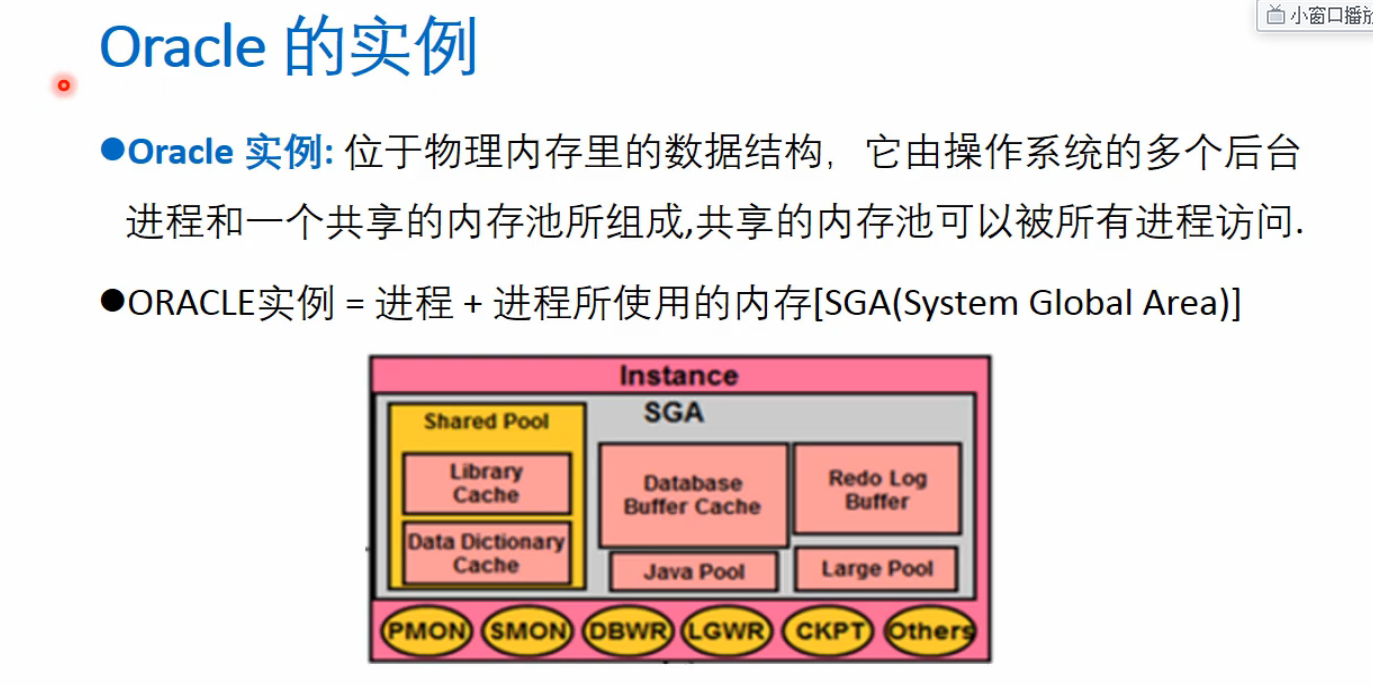 小窗口播放
Oracle 的实例
●Oracle 实例: 位于物理内存里的数据结构，它由操作系统的多个后台
进程和一个共享的内存池所组成,共享的内存池可以被所有进程访问.
●ORACLE实例 = 进程 + 进程所使用的内存[SGA(System Global Area)]
Instance
SGA
Shared Pool
Library
Cache
Data Dictionary
Cache
Database
Buffer Cache
Redo Log
Buffer
Java Pool
Large Pool
PMON
SMON
DBWR
LGWR
CKPT
Others